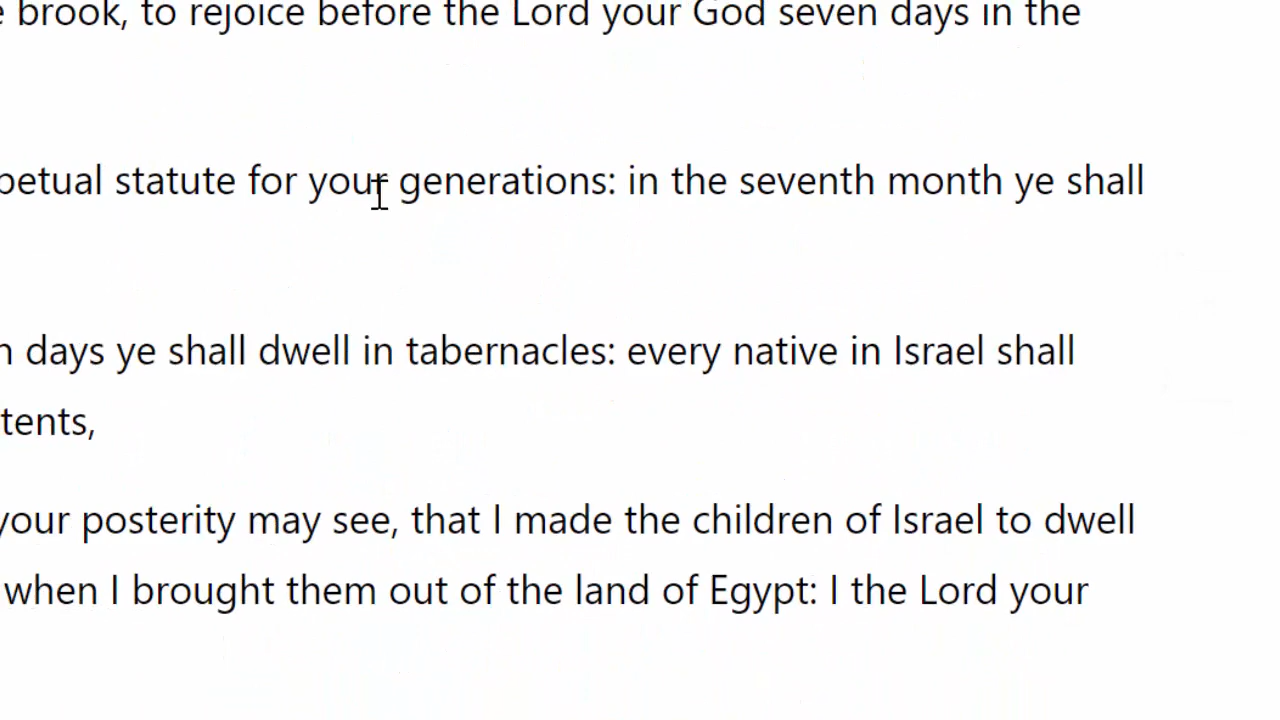 brook, to rejoice before the Lord your God seven days in the
petual statute for your generations: in the seventh month ye shall
days ye shall dwell in tabernacles: every native in Israel shall
tents,
your posterity may see, that I made the children of Israel to dwell
when I brought them out of the land of Egypt: I the Lord your